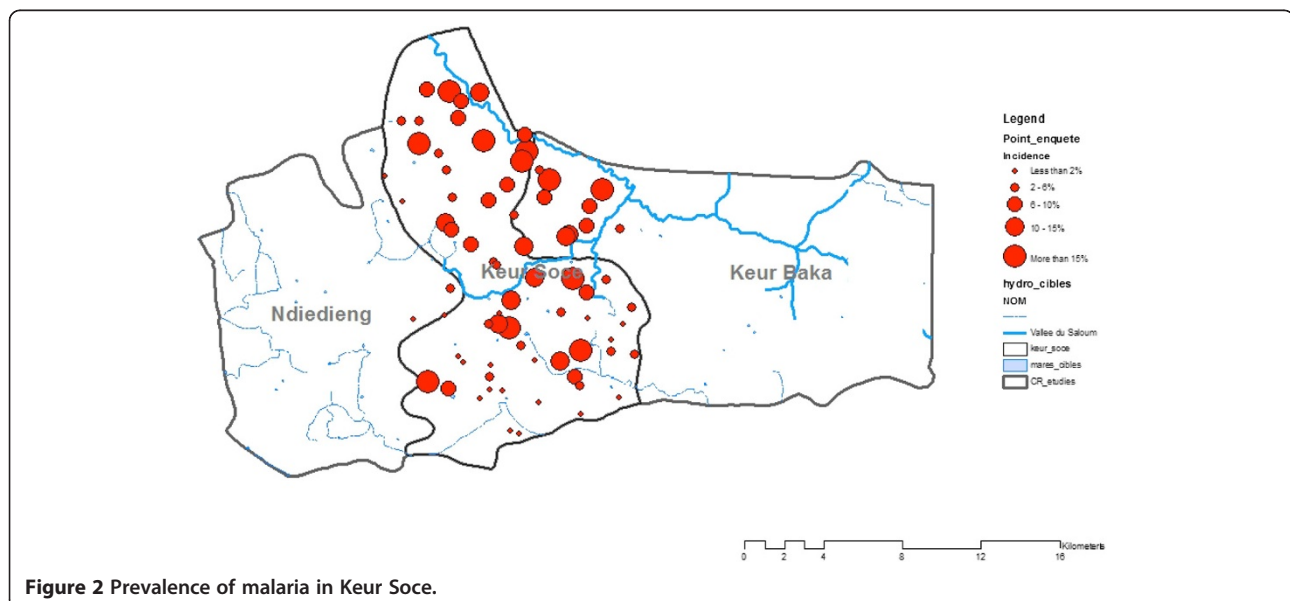 Legend
Point_enquete
Incidence
Less than 2%
2 - 6%
6 - 10%
10 - 15%
More than 15%
hydro_cibles
NOM
Vallee du Saloum
keur_soce
mares_cibles
CR_etudies
Ndiedieng
Keur Soce
Keur Baka
0 2 4 8 12 16 Kilometers
Figure 2 Prevalence of malaria in Keur Soce.